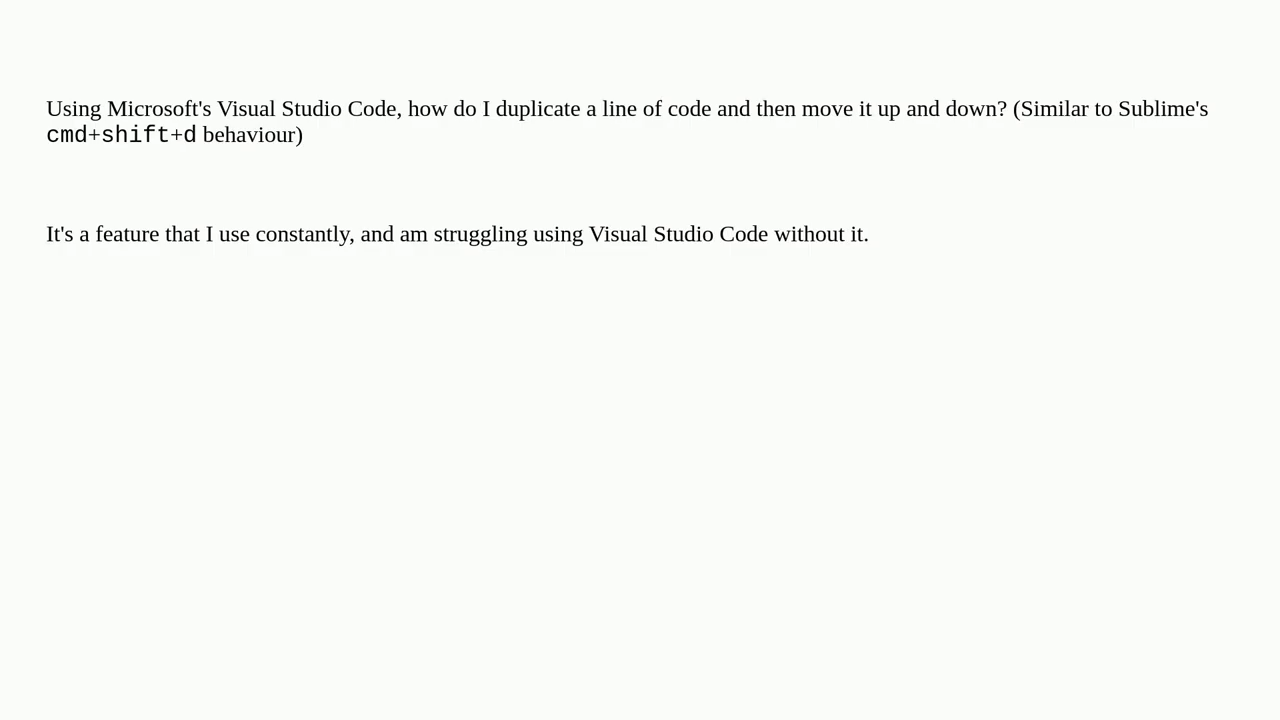 Using Microsoft's Visual Studio Code, how do I duplicate a line of code and then move it up and down? (Similar to Sublime's
cmd+shift+d behaviour)
It's a feature that I use constantly, and am struggling using Visual Studio Code without it.